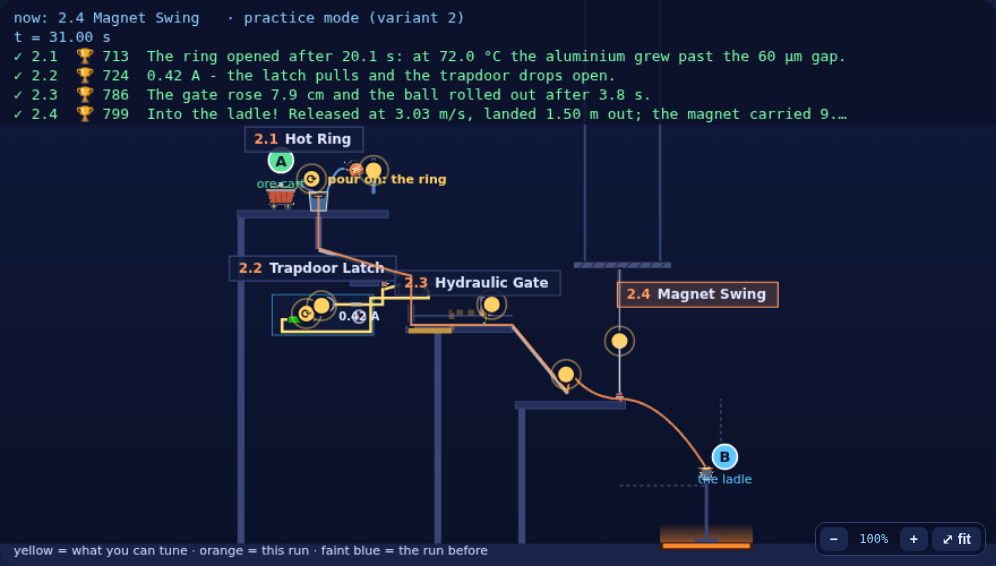 now: 2.4 Magnet Swing · practice mode (variant 2)
t = 31.00 s
✓ 2.1 🏆 713 The ring opened after 20.1 s: at 72.0 °C the aluminium grew past the 60 µm gap.
✓ 2.2 🏆 724 0.42 A - the latch pulls and the trapdoor drops open.
✓ 2.3 🏆 786 The gate rose 7.9 cm and the ball rolled out after 3.8 s.
✓ 2.4 🏆 799 Into the ladle! Released at 3.03 m/s, landed 1.50 m out; the magnet carried 9.…
2.1 Hot Ring
A
ore cart
pour on: the ring
2.2 Trapdoor Latch
2.3 Hydraulic Gate
2.4 Magnet Swing
0.42 A
B
the ladle
yellow = what you can tune · orange = this run · faint blue = the run before
− 100% + ⤢ fit